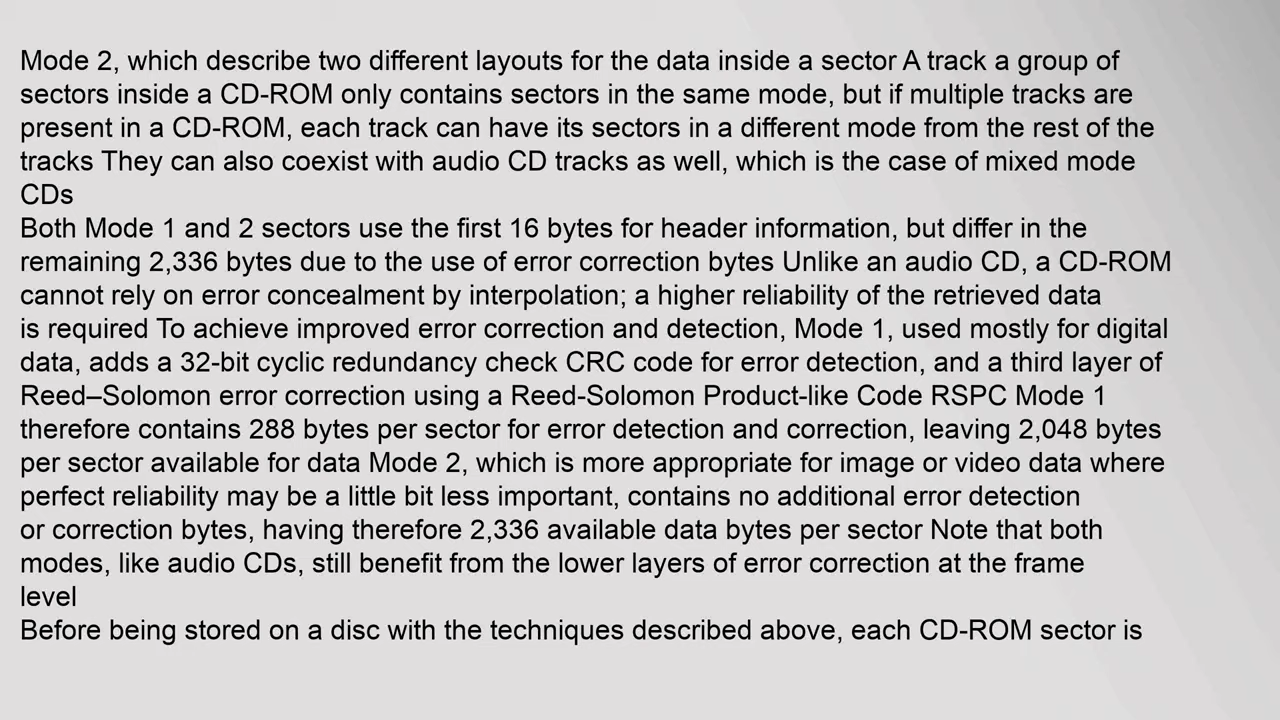 Mode 2, which describe two different layouts for the data inside a sector A track a group of
sectors inside a CD-ROM only contains sectors in the same mode, but if multiple tracks are
present in a CD-ROM, each track can have its sectors in a different mode from the rest of the
tracks They can also coexist with audio CD tracks as well, which is the case of mixed mode
CDs
Both Mode 1 and 2 sectors use the first 16 bytes for header information, but differ in the
remaining 2,336 bytes due to the use of error correction bytes Unlike an audio CD, a CD-ROM
cannot rely on error concealment by interpolation; a higher reliability of the retrieved data
is required To achieve improved error correction and detection, Mode 1, used mostly for digital
data, adds a 32-bit cyclic redundancy check CRC code for error detection, and a third layer of
Reed–Solomon error correction using a Reed-Solomon Product-like Code RSPC Mode 1
therefore contains 288 bytes per sector for error detection and correction, leaving 2,048 bytes
per sector available for data Mode 2, which is more appropriate for image or video data where
perfect reliability may be a little bit less important, contains no additional error detection
or correction bytes, having therefore 2,336 available data bytes per sector Note that both
modes, like audio CDs, still benefit from the lower layers of error correction at the frame
level
Before being stored on a disc with the techniques described above, each CD-ROM sector is